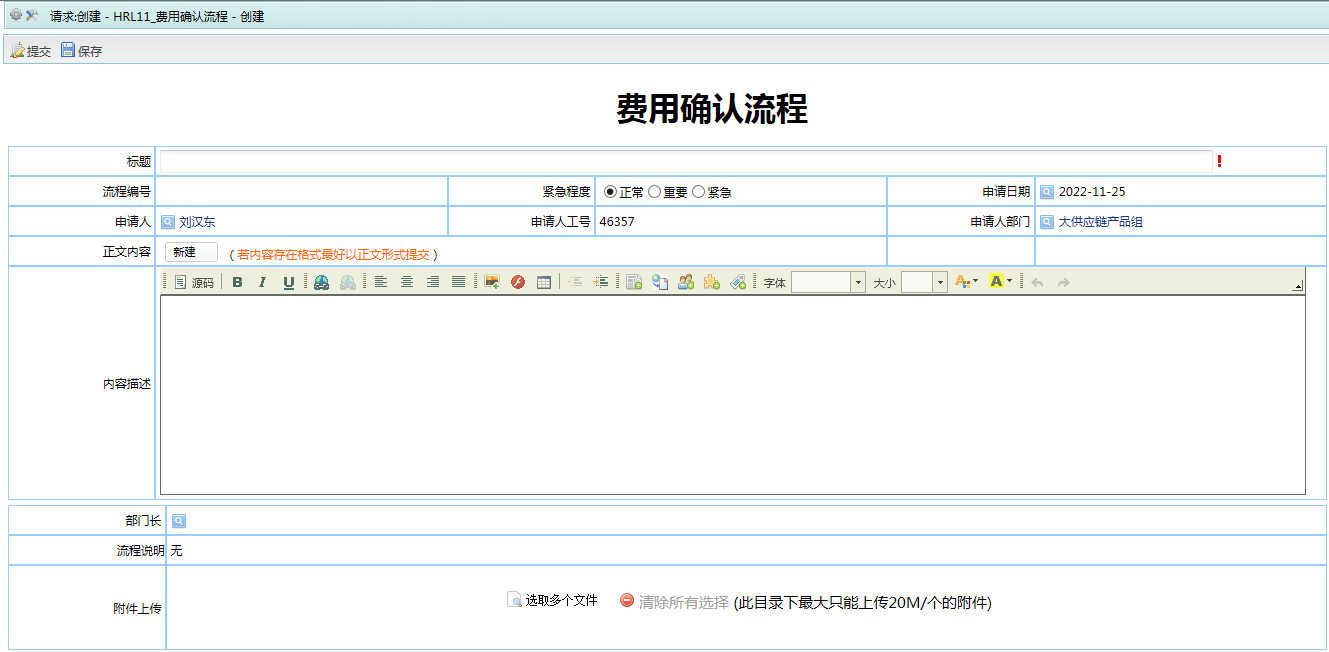 请求:创建 - HRL11_费用确认流程 - 创建
提交 保存
费用确认流程
标题 !
流程编号 紧急程度 正常 重要 紧急 申请日期 2022-11-25
申请人 刘汉东 申请人工号 46357 申请人部门 大供应链产品组
正文内容 新建 ( 若内容存在格式最好以正文形式提交 )
源码 B I U 字体 大小 A A
内容描述
部门长
流程说明 无
附件上传 选取多个文件 清除所有选择 (此目录下最大只能上传20M/个的附件)